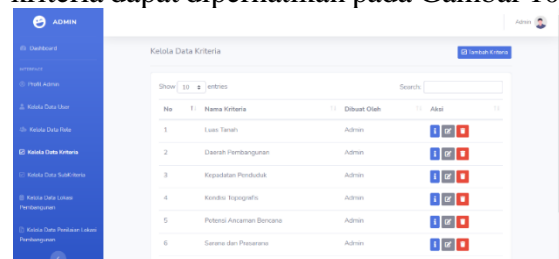 kriteria dapat diperhatikan pada Gambar 10
ADMIN
Admin
Dashboard
INTERFACE
Profil Admin
Kelola Data User
Kelola Data Role
Kelola Data Kriteria
Kelola Data SubKriteria
Kelola Data Lokasi
Pembangunan
Kelola Data Penilaian Lokasi
Pembangunan
Kelola Data Kriteria
Tambah Kriteria
Show 10 entries
Search:
No Nama Kriteria Dibuat Oleh Aksi
1 Luas Tanah Admin
2 Daerah Pembangunan Admin
3 Kepadatan Penduduk Admin
4 Kondisi Topografis Admin
5 Potensi Ancaman Bencana Admin
6 Sarana dan Prasarana Admin